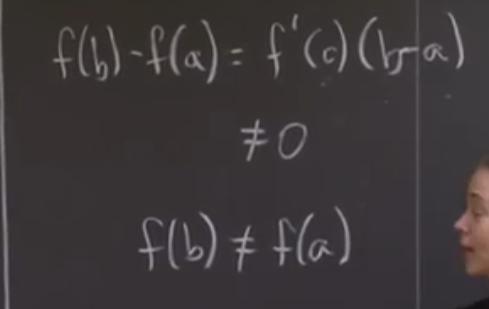 f(b) - f(a) = f'(c)(b-a)
≠ 0
f(b) ≠ f(a)